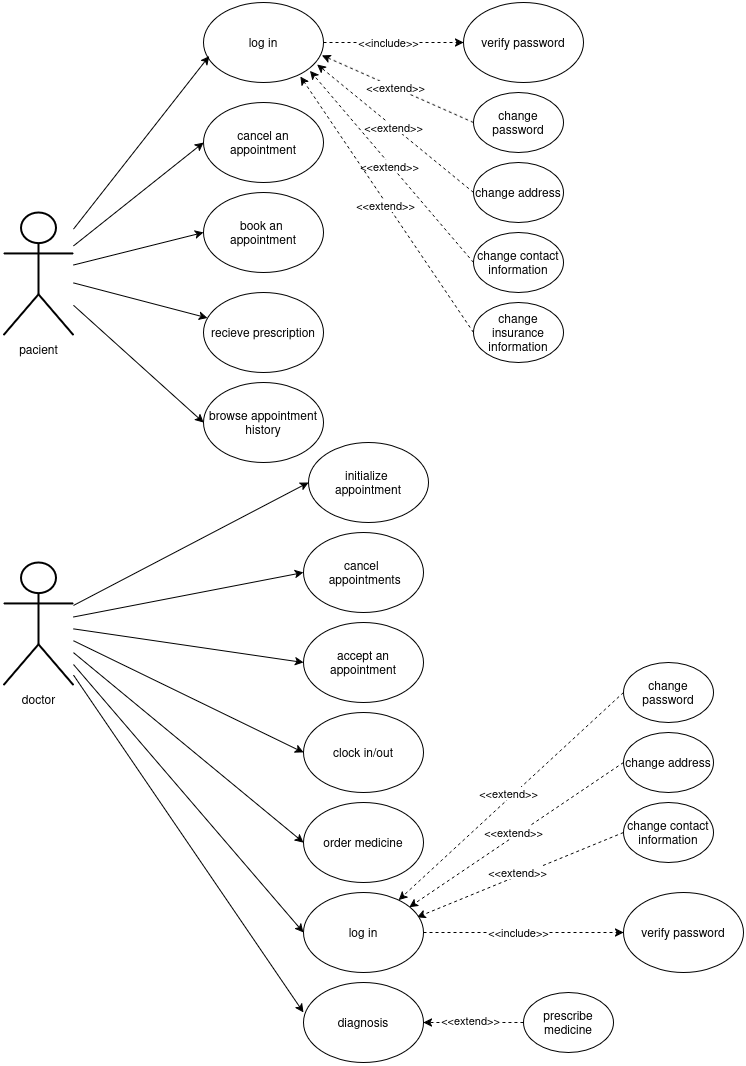 log in
<<include>>
verify password
<<extend>>
change
password
cancel an
appointment
<<extend>>
<<extend>>
change address
<<extend>>
book an
appointment
change contact
information
recieve prescription
change
insurance
information
pacient
browse appointment
history
initialize
appointment
cancel
appointments
accept an
appointment
doctor
change
password
clock in/out
change address
<<extend>>
<<extend>>
change contact
information
order medicine
<<extend>>
log in
<<include>>
verify password
diagnosis
<<extend>>
prescribe
medicine